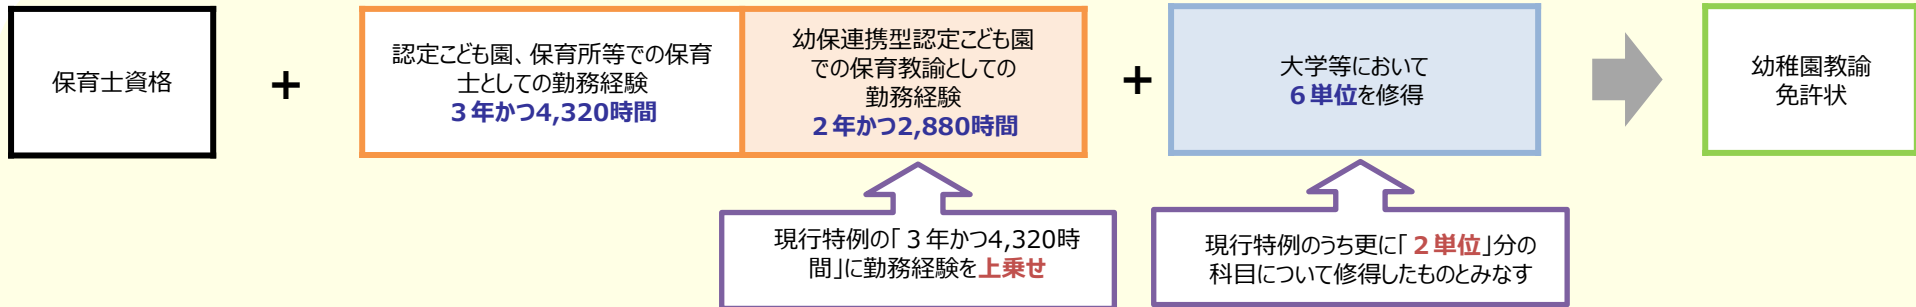 保育士資格
+
認定こども園、保育所等での保育
士としての勤務経験
３年かつ4,320時間
幼保連携型認定こども園
での保育教諭としての
勤務経験
２年かつ2,880時間
+
大学等において
６単位を修得
幼稚園教諭
免許状
現行特例の「３年かつ4,320時
間」に勤務経験を上乗せ
現行特例のうち更に「２単位」分の
科目について修得したものとみなす